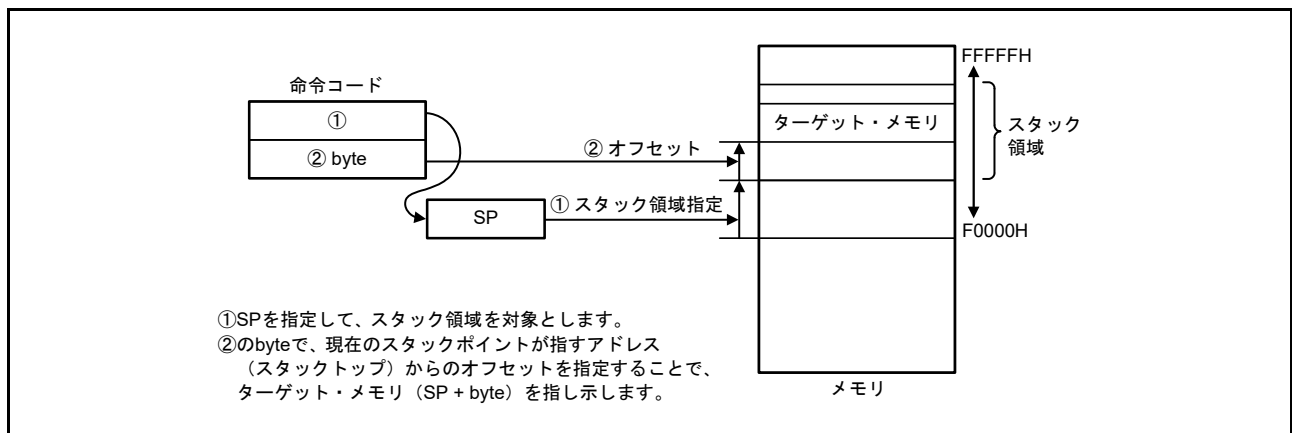 FFFFFH
命令コード
①
ターゲット・メモリ
スタック
領域
② byte
② オフセット
SP
① スタック領域指定
F0000H
①SPを指定して、スタック領域を対象とします。
②のbyteで、現在のスタックポイントが指すアドレス
（スタックトップ）からのオフセットを指定することで、
ターゲット・メモリ（SP + byte）を指し示します。
メモリ